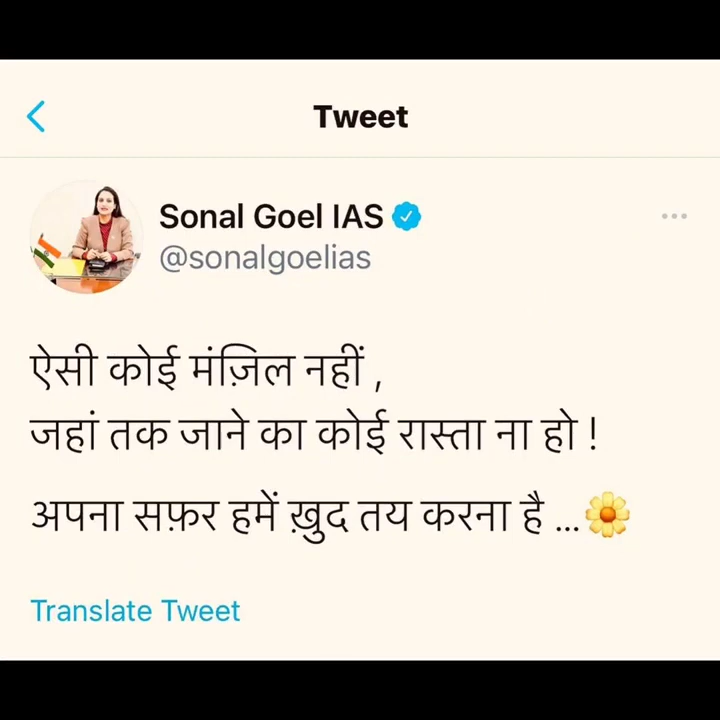 Tweet
Sonal Goel IAS
@sonalgoelias
ऐसी कोई मंज़िल नहीं ,
जहां तक जाने का कोई रास्ता ना हो !
अपना सफ़र हमें ख़ुद तय करना है ...🌼
Translate Tweet